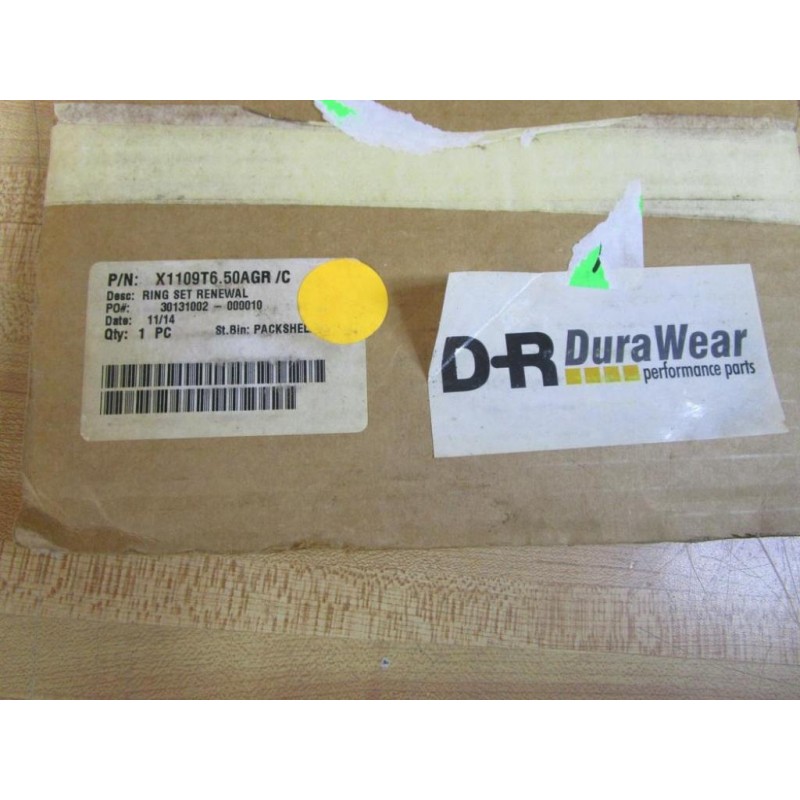 P/N: X1109T6.50AGR /C
Desc: RING SET RENEWAL
PO#: 30131002 - 000010
Date: 11/14
Qty: 1 PC St.Bin: PACKSHEL
D-R DuraWear
performance parts